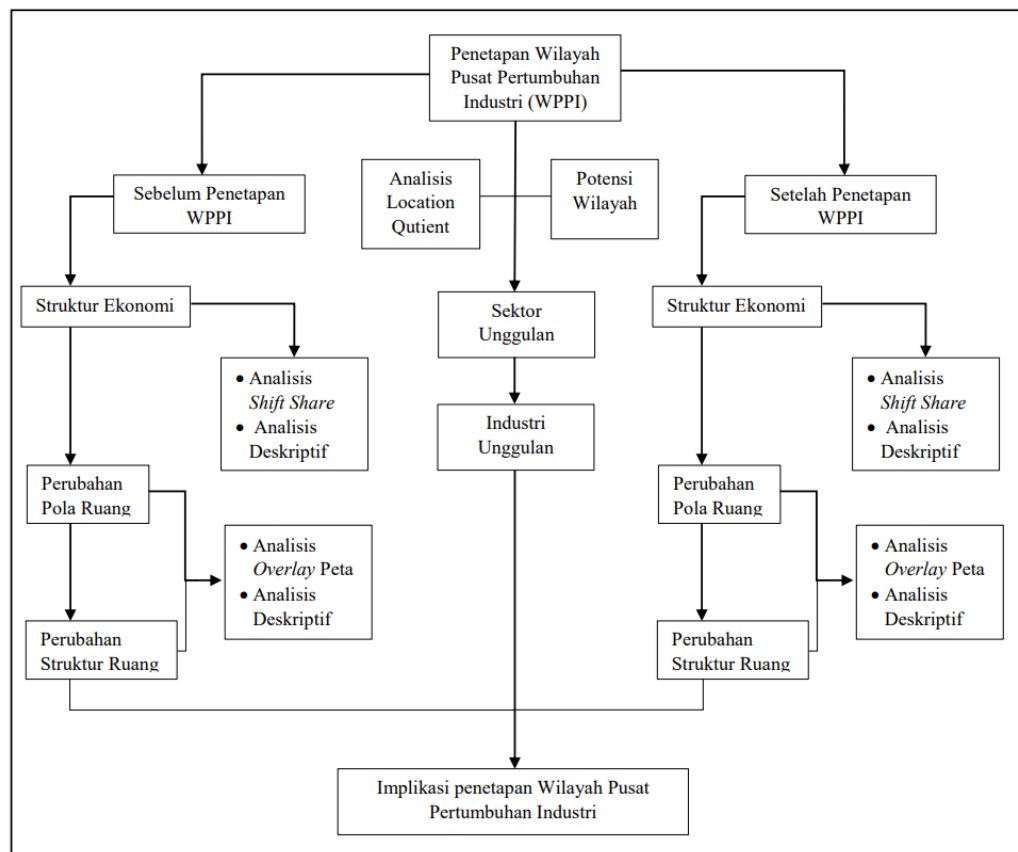 Penetapan Wilayah
Pusat Pertumbuhan
Industri (WPPI)
Sebelum Penetapan
WPPI
Analisis
Location
Qutient
Potensi
Wilayah
Setelah Penetapan
WPPI
Struktur Ekonomi
Sektor
Unggulan
Struktur Ekonomi
• Analisis
Shift Share
• Analisis
Deskriptif
Industri
Unggulan
• Analisis
Shift Share
• Analisis
Deskriptif
Perubahan
Pola Ruang
Perubahan
Pola Ruang
• Analisis
Overlay Peta
• Analisis
Deskriptif
• Analisis
Overlay Peta
• Analisis
Deskriptif
Perubahan
Struktur Ruang
Perubahan
Struktur Ruang
Implikasi penetapan Wilayah Pusat
Pertumbuhan Industri